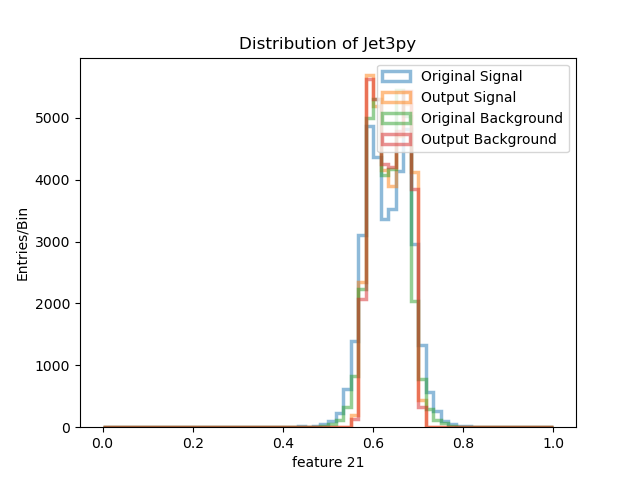 Distribution of Jet3py
Original Signal
Output Signal
Original Background
Output Background
Entries/Bin
5000
4000
3000
2000
1000
0
0.0 0.2 0.4 0.6 0.8 1.0
feature 21